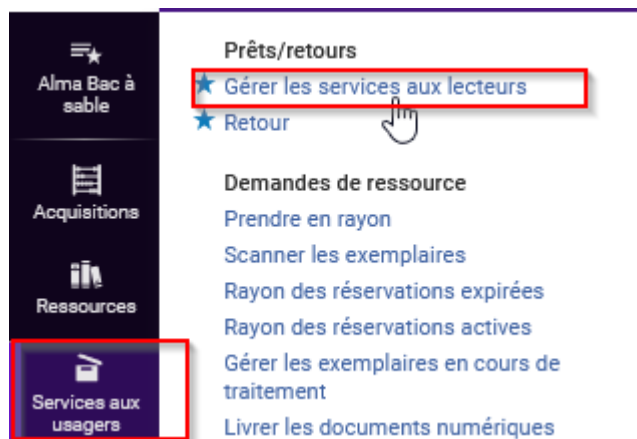 Alma Bac à
sable
Acquisitions
Ressources
Services aux
usagers
Prêts/retours
Gérer les services aux lecteurs
Retour
Demandes de ressource
Prendre en rayon
Scanner les exemplaires
Rayon des réservations expirées
Rayon des réservations actives
Gérer les exemplaires en cours de
traitement
Livrer les documents numériques